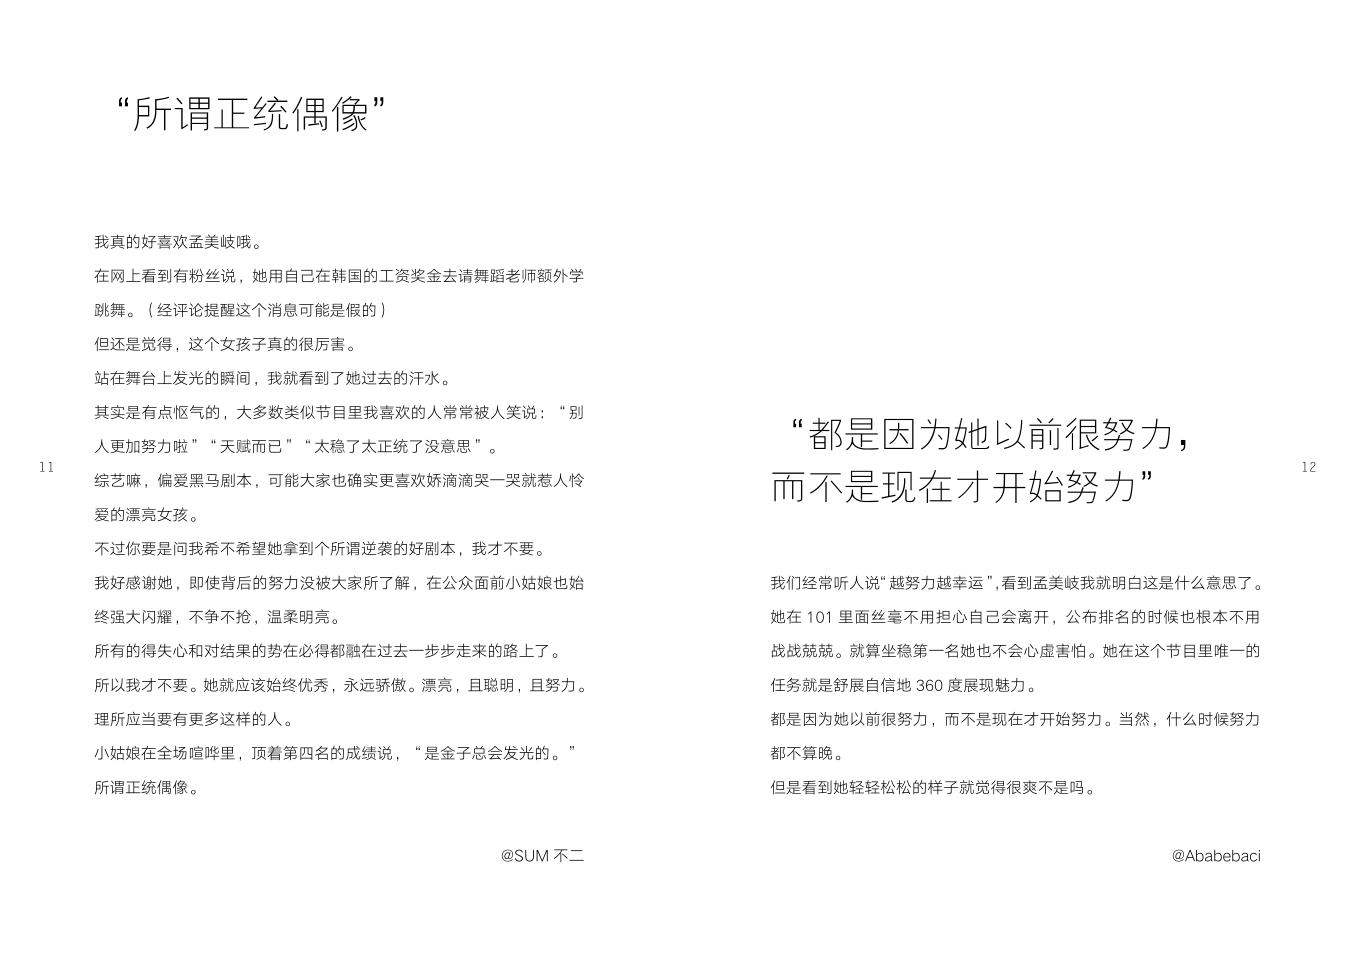 “所谓正统偶像”
我真的好喜欢孟美岐哦。
在网上看到有粉丝说，她用自己在韩国的工资奖金去请舞蹈老师额外学
跳舞。（经评论提醒这个消息可能是假的）
但还是觉得，这个女孩子真的很厉害。
站在舞台上发光的瞬间，我就看到了她过去的汗水。
其实是有点怄气的，大多数类似节目里我喜欢的人常常被人笑说：“别
人更加努力啦”“天赋而已”“太稳了太正统了没意思”。
综艺嘛，偏爱黑马剧本，可能大家也确实更喜欢娇滴滴哭一哭就惹人怜
爱的漂亮女孩。
不过你要是问我希不希望她拿到个所谓逆袭的好剧本，我才不要。
我好感谢她，即使背后的努力没被大家所了解，在公众面前小姑娘也始
终强大闪耀，不争不抢，温柔明亮。
所有的得失心和对结果的势在必得都融在过去一步步走来的路上了。
所以我才不要。她就应该始终优秀，永远骄傲。漂亮，且聪明，且努力。
理所应当要有更多这样的人。
小姑娘在全场喧哗里，顶着第四名的成绩说，“是金子总会发光的。”
所谓正统偶像。
@SUM 不二
11
“都是因为她以前很努力，
而不是现在才开始努力”
我们经常听人说“越努力越幸运”,看到孟美岐我就明白这是什么意思了。
她在 101 里面丝毫不用担心自己会离开，公布排名的时候也根本不用
战战兢兢。就算坐稳第一名她也不会心虚害怕。她在这个节目里唯一的
任务就是舒展自信地 360 度展现魅力。
都是因为她以前很努力，而不是现在才开始努力。当然，什么时候努力
都不算晚。
但是看到她轻轻松松的样子就觉得很爽不是吗。
@Ababebaci
12